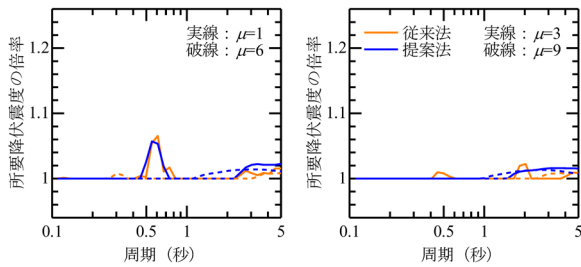 所要降伏震度の倍率
1.2
1.1
1
0.1
0.5
1
5
周期（秒）
実線：μ=1
破線：μ=6
所要降伏震度の倍率
1.2
1.1
1
0.1
0.5
1
5
周期（秒）
従来法 実線：μ=3
提案法 破線：μ=9